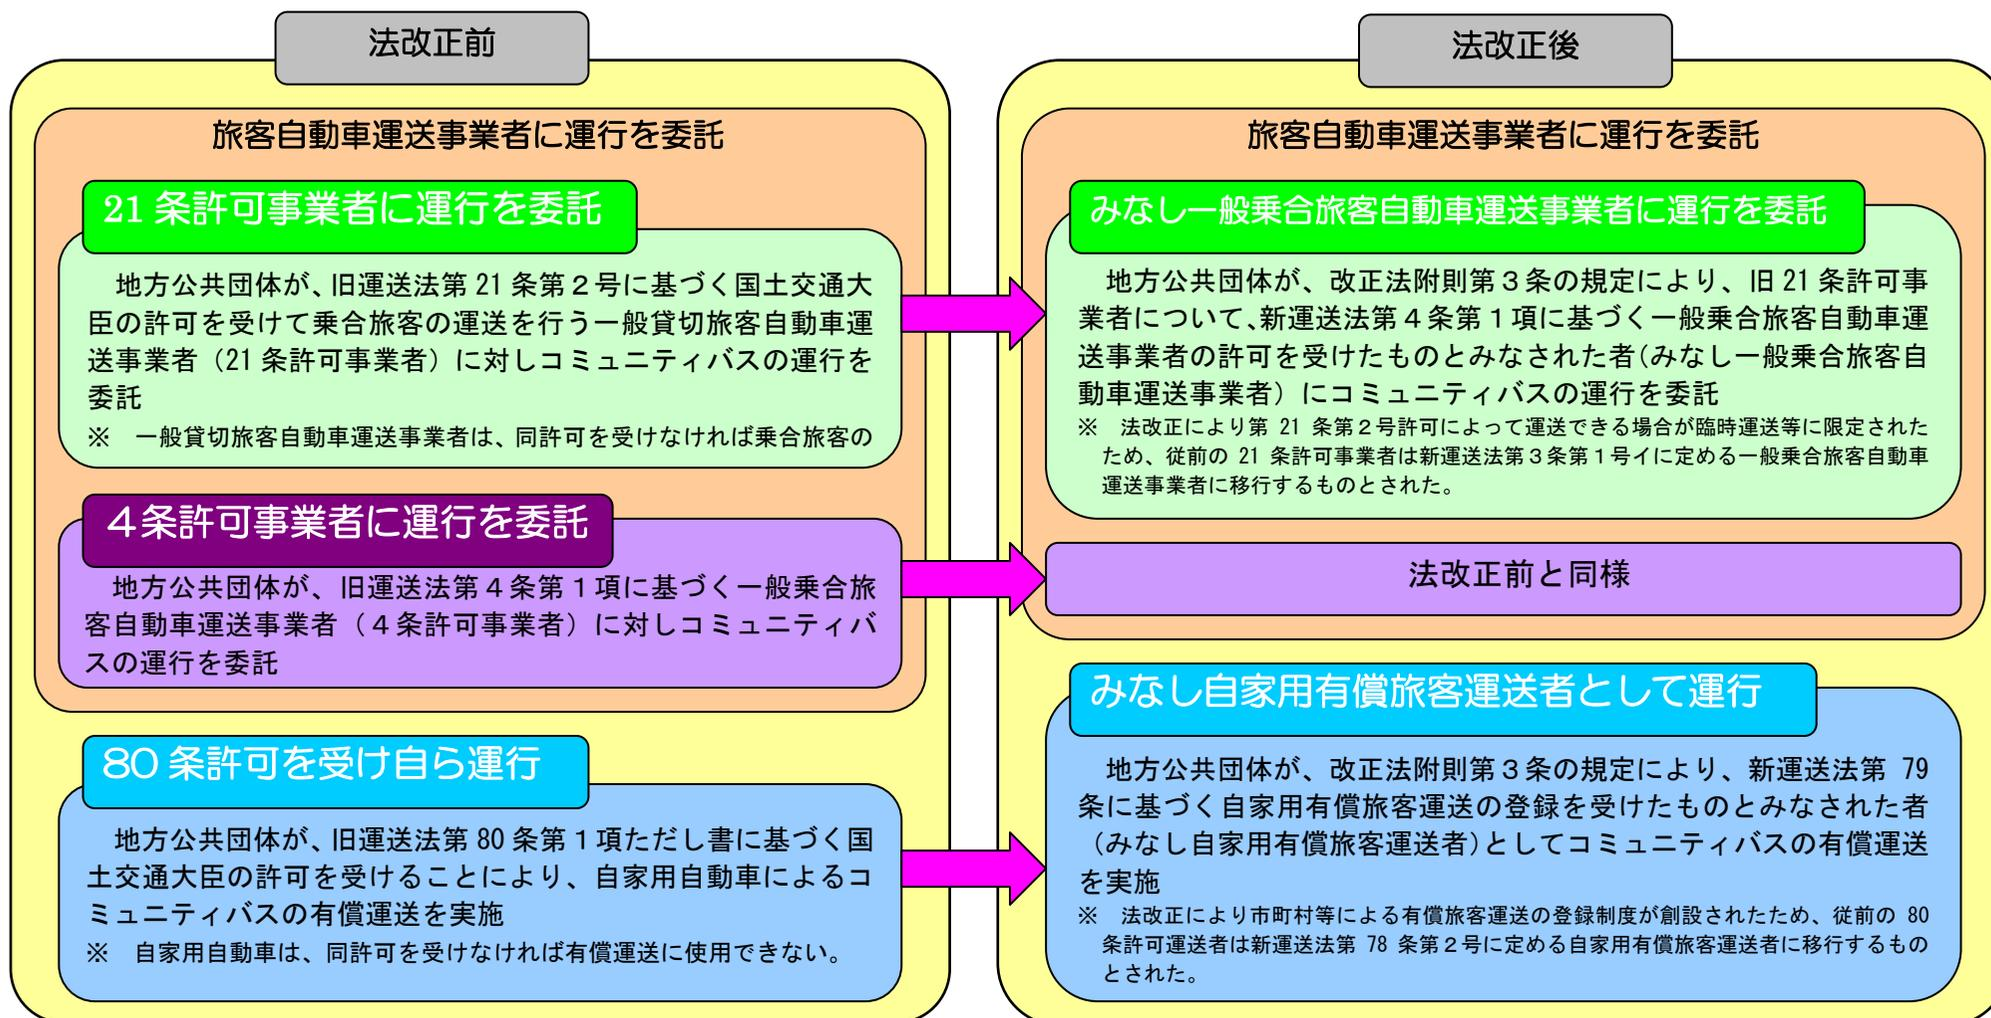 法改正前
旅客自動車運送事業者に運行を委託
21 条許可事業者に運行を委託
地方公共団体が、旧運送法第 21 条第２号に基づく国土交通大
臣の許可を受けて乗合旅客の運送を行う一般貸切旅客自動車運
送事業者（21 条許可事業者）に対しコミュニティバスの運行を
委託
※　一般貸切旅客自動車運送事業者は、同許可を受けなければ乗合旅客の
４条許可事業者に運行を委託
地方公共団体が、旧運送法第４条第１項に基づく一般乗合旅
客自動車運送事業者（４条許可事業者）に対しコミュニティバ
スの運行を委託
80 条許可を受け自ら運行
地方公共団体が、旧運送法第 80 条第１項ただし書に基づく国
土交通大臣の許可を受けることにより、自家用自動車によるコ
ミュニティバスの有償運送を実施
※　自家用自動車は、同許可を受けなければ有償運送に使用できない。
法改正後
旅客自動車運送事業者に運行を委託
みなし一般乗合旅客自動車運送事業者に運行を委託
地方公共団体が、改正法附則第３条の規定により、旧 21 条許可事
業者について、新運送法第４条第１項に基づく一般乗合旅客自動車運
送事業者の許可を受けたものとみなされた者（みなし一般乗合旅客自
動車運送事業者）にコミュニティバスの運行を委託
※　法改正により第 21 条第２号許可によって運送できる場合が臨時運送等に限定された
ため、従前の 21 条許可事業者は新運送法第３条第１号イに定める一般乗合旅客自動車
運送事業者に移行するものとされた。
法改正前と同様
みなし自家用有償旅客運送者として運行
地方公共団体が、改正法附則第３条の規定により、新運送法第 79
条に基づく自家用有償旅客運送の登録を受けたものとみなされた者
（みなし自家用有償旅客運送者）としてコミュニティバスの有償運送
を実施
※　法改正により市町村等による有償旅客運送の登録制度が創設されたため、従前の 80
条許可運送者は新運送法第 78 条第２号に定める自家用有償旅客運送者に移行するもの
とされた。